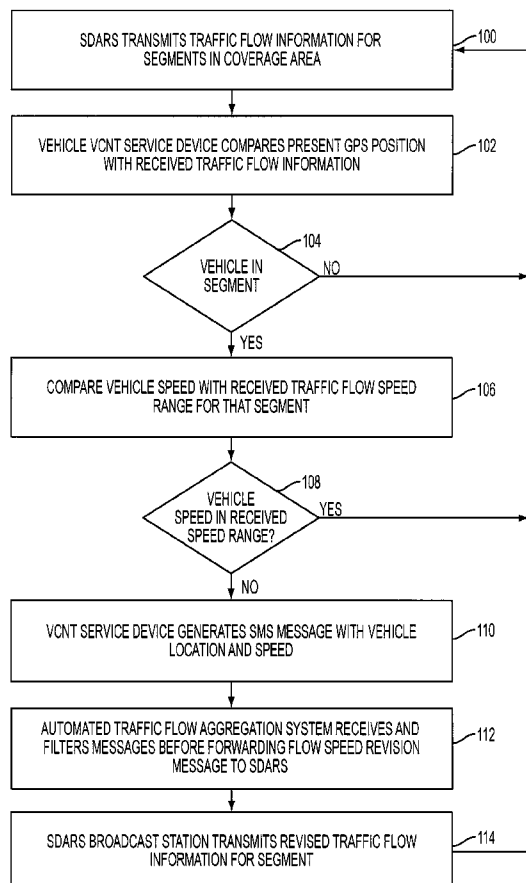 SDARS TRANSMITS TRAFFIC FLOW INFORMATION FOR
SEGMENTS IN COVERAGE AREA
100
VEHICLE VCNT SERVICE DEVICE COMPARES PRESENT GPS POSITION
WITH RECEIVED TRAFFIC FLOW INFORMATION
102
104
VEHICLE IN
SEGMENT
NO
YES
COMPARE VEHICLE SPEED WITH RECEIVED TRAFFIC FLOW SPEED
RANGE FOR THAT SEGMENT
106
108
VEHICLE
SPEED IN RECEIVED
SPEED RANGE?
YES
NO
VCNT SERVICE DEVICE GENERATES SMS MESSAGE WITH VEHICLE
LOCATION AND SPEED
110
AUTOMATED TRAFFIC FLOW AGGREGATION SYSTEM RECEIVES AND
FILTERS MESSAGES BEFORE FORWARDING FLOW SPEED REVISION
MESSAGE TO SDARS
112
SDARS BROADCAST STATION TRANSMITS REVISED TRAFFIC FLOW
INFORMATION FOR SEGMENT
114